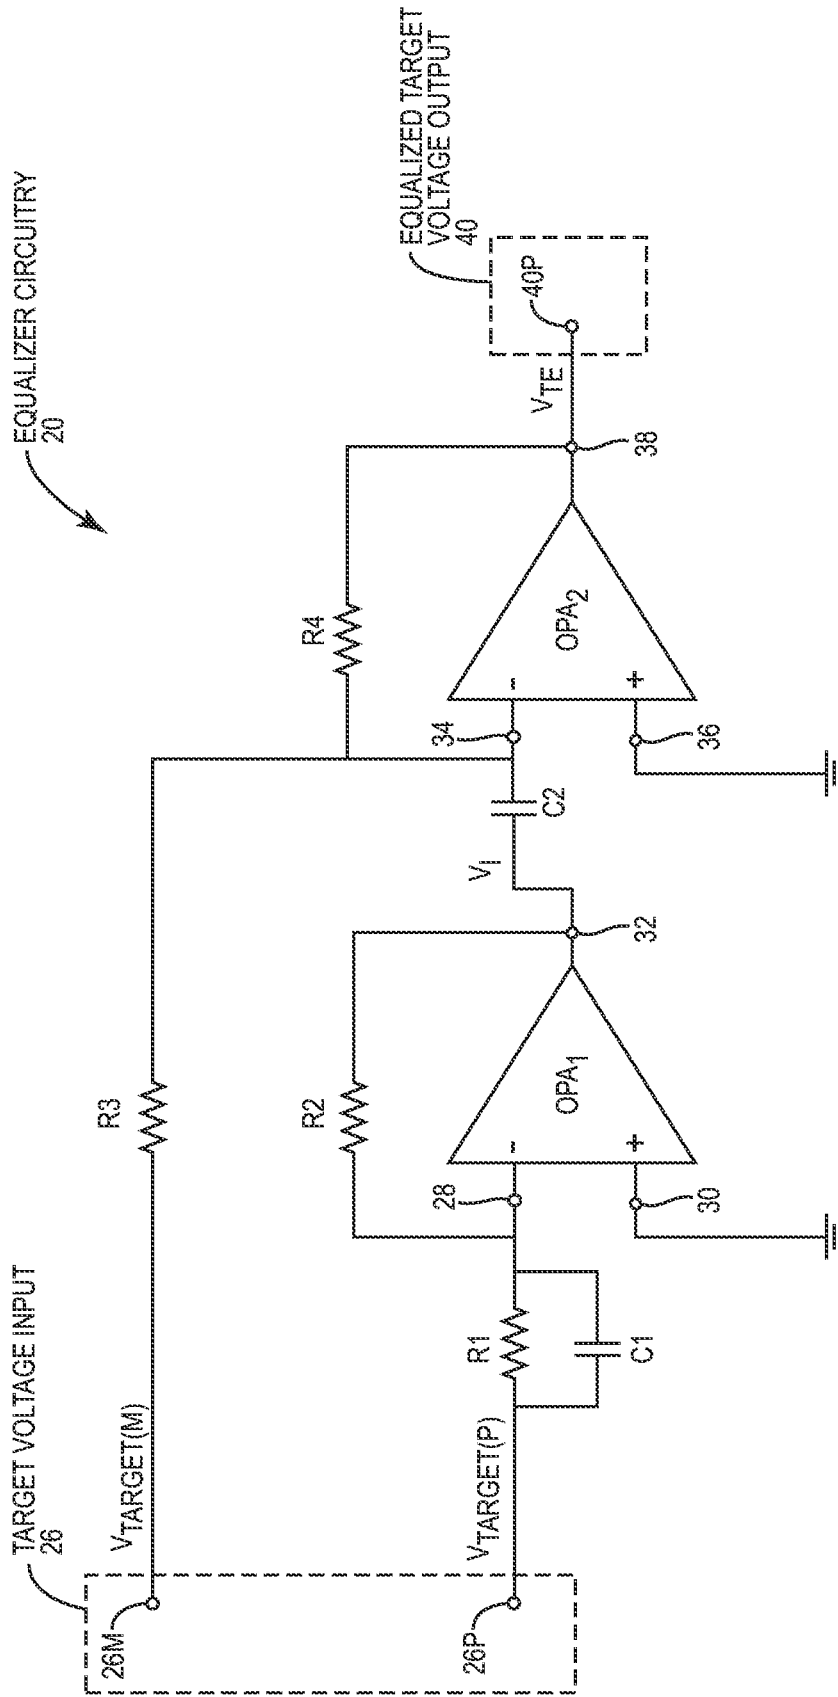 EQUALIZER CIRCUITRY
20
TARGET VOLTAGE INPUT
26
26M
VTARGET(M)
R3
EQUALIZED TARGET
VOLTAGE OUTPUT
40
R4
R2
40P
26P
VTARGET(P)
R1
C1
28
-
+
30
OPA1
32
VI
C2
34
-
+
36
OPA2
38
VTE